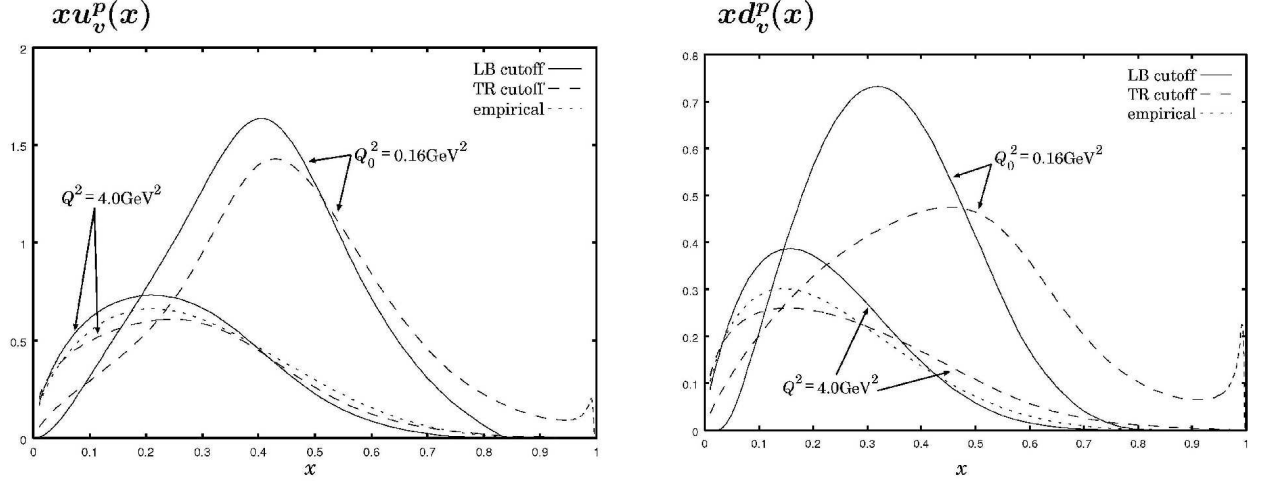 xu_v^p(x)
2
1.5
1
0.5
0
LB cutoff
TR cutoff
empirical
Q_0^2=0.16GeV^2
Q^2=4.0GeV^2
0 0.1 0.2 0.3 0.4 0.5 0.6 0.7 0.8 0.9 1
x
xd_v^p(x)
0.8
0.7
0.6
0.5
0.4
0.3
0.2
0.1
0
LB cutoff
TR cutoff
empirical
Q_0^2=0.16GeV^2
Q^2=4.0GeV^2
0 0.1 0.2 0.3 0.4 0.5 0.6 0.7 0.8 0.9 1
x